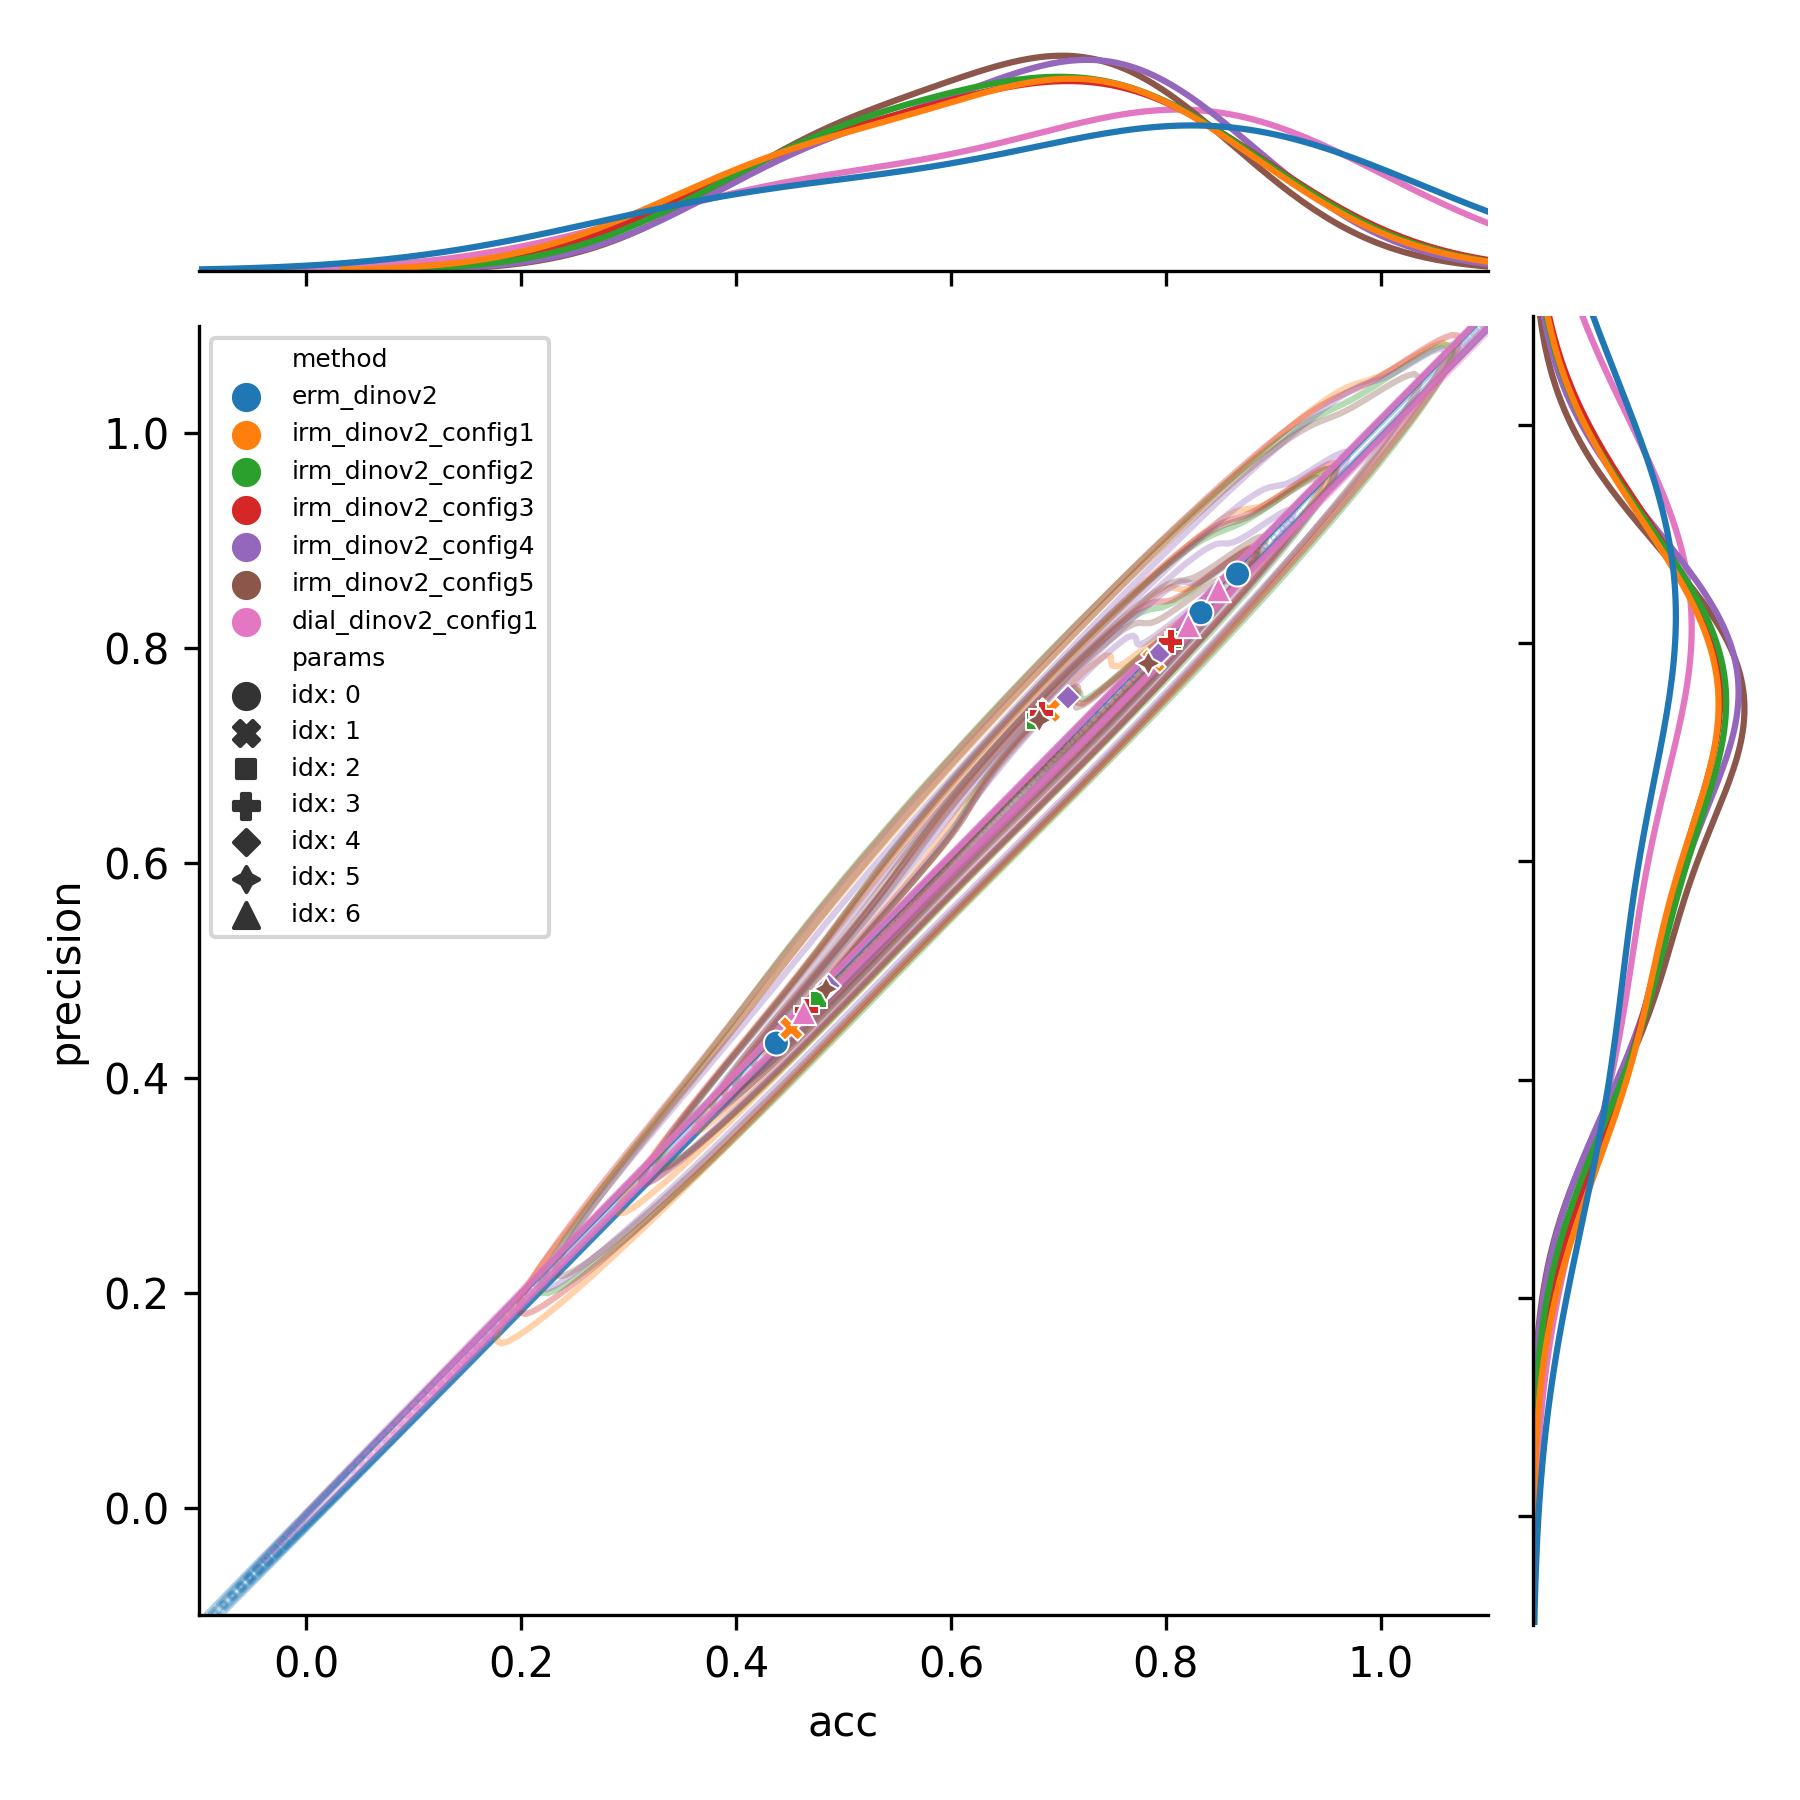 method
erm_dinov2
irm_dinov2_config1
irm_dinov2_config2
irm_dinov2_config3
irm_dinov2_config4
irm_dinov2_config5
dial_dinov2_config1
params
idx: 0
idx: 1
idx: 2
idx: 3
idx: 4
idx: 5
idx: 6
precision
1.0
0.8
0.6
0.4
0.2
0.0
0.0 0.2 0.4 0.6 0.8 1.0
acc